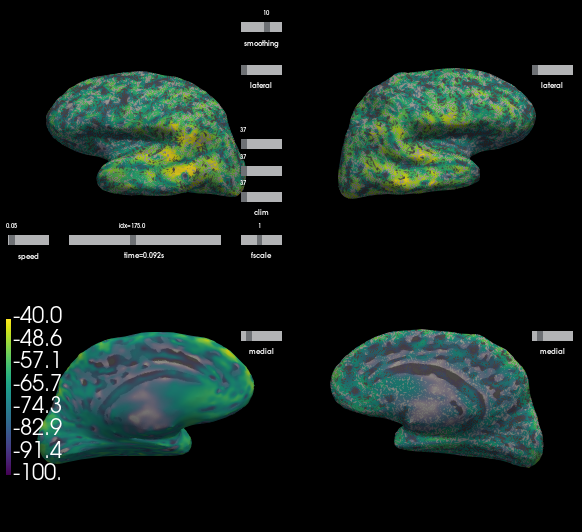 10
smoothing
lateral
lateral
37
37
37
clim
0.05
idx=175.0
1
speed
time=0.092s
fscale
-40.0
-48.6
-57.1
-65.7
-74.3
-82.9
-91.4
-100.
medial
medial